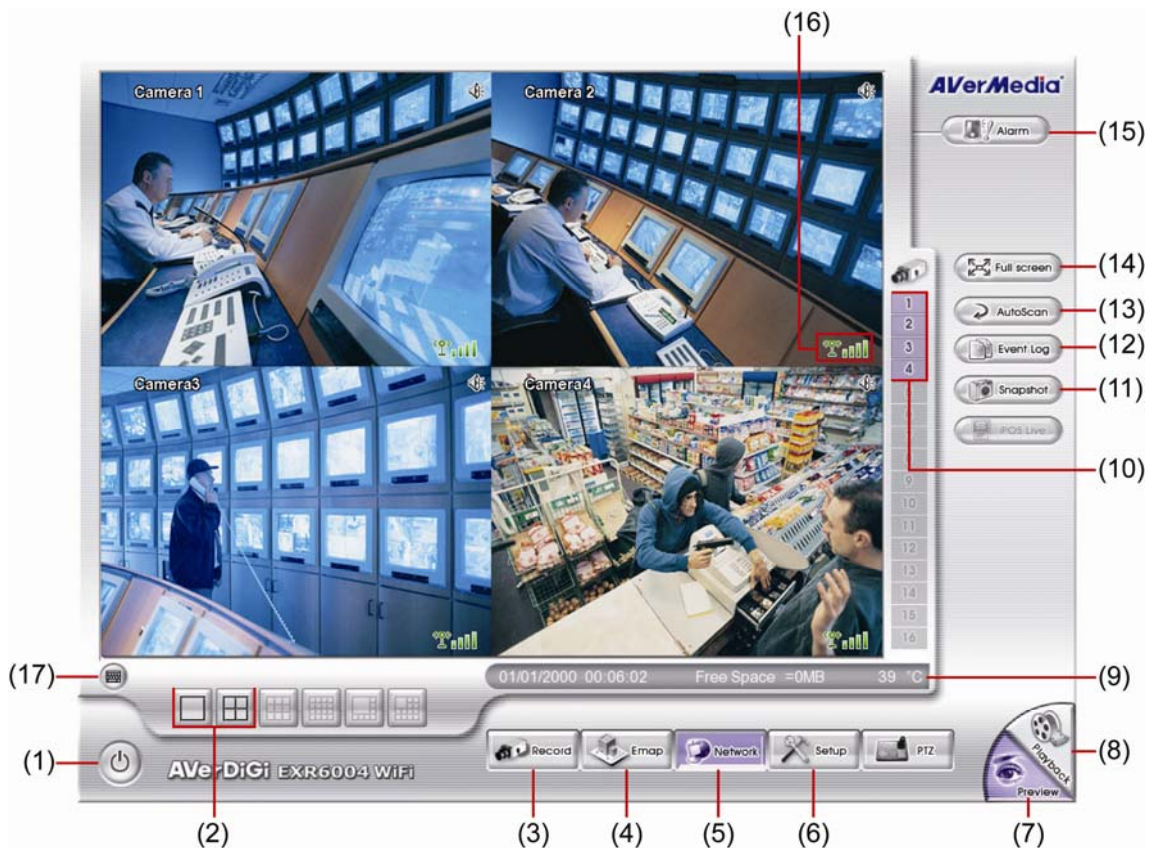 (16)
Camera 1
Camera 2
AVerMedia
Alarm
(15)
Full screen
(14)
1
AutoScan
(13)
2
3
Event Log
(12)
4
Snapshot
(11)
iPOS Live
(10)
9
10
11
12
13
14
15
16
Camera3
Camera4
(17)
01/01/2000 00:06:02 Free Space =0MB 39 °C
(9)
(1)
AVerDiGi EXR6004 WiFi
Record
Emap
Network
Setup
PTZ
Playback
(8)
Preview
(2)
(3)
(4)
(5)
(6)
(7)